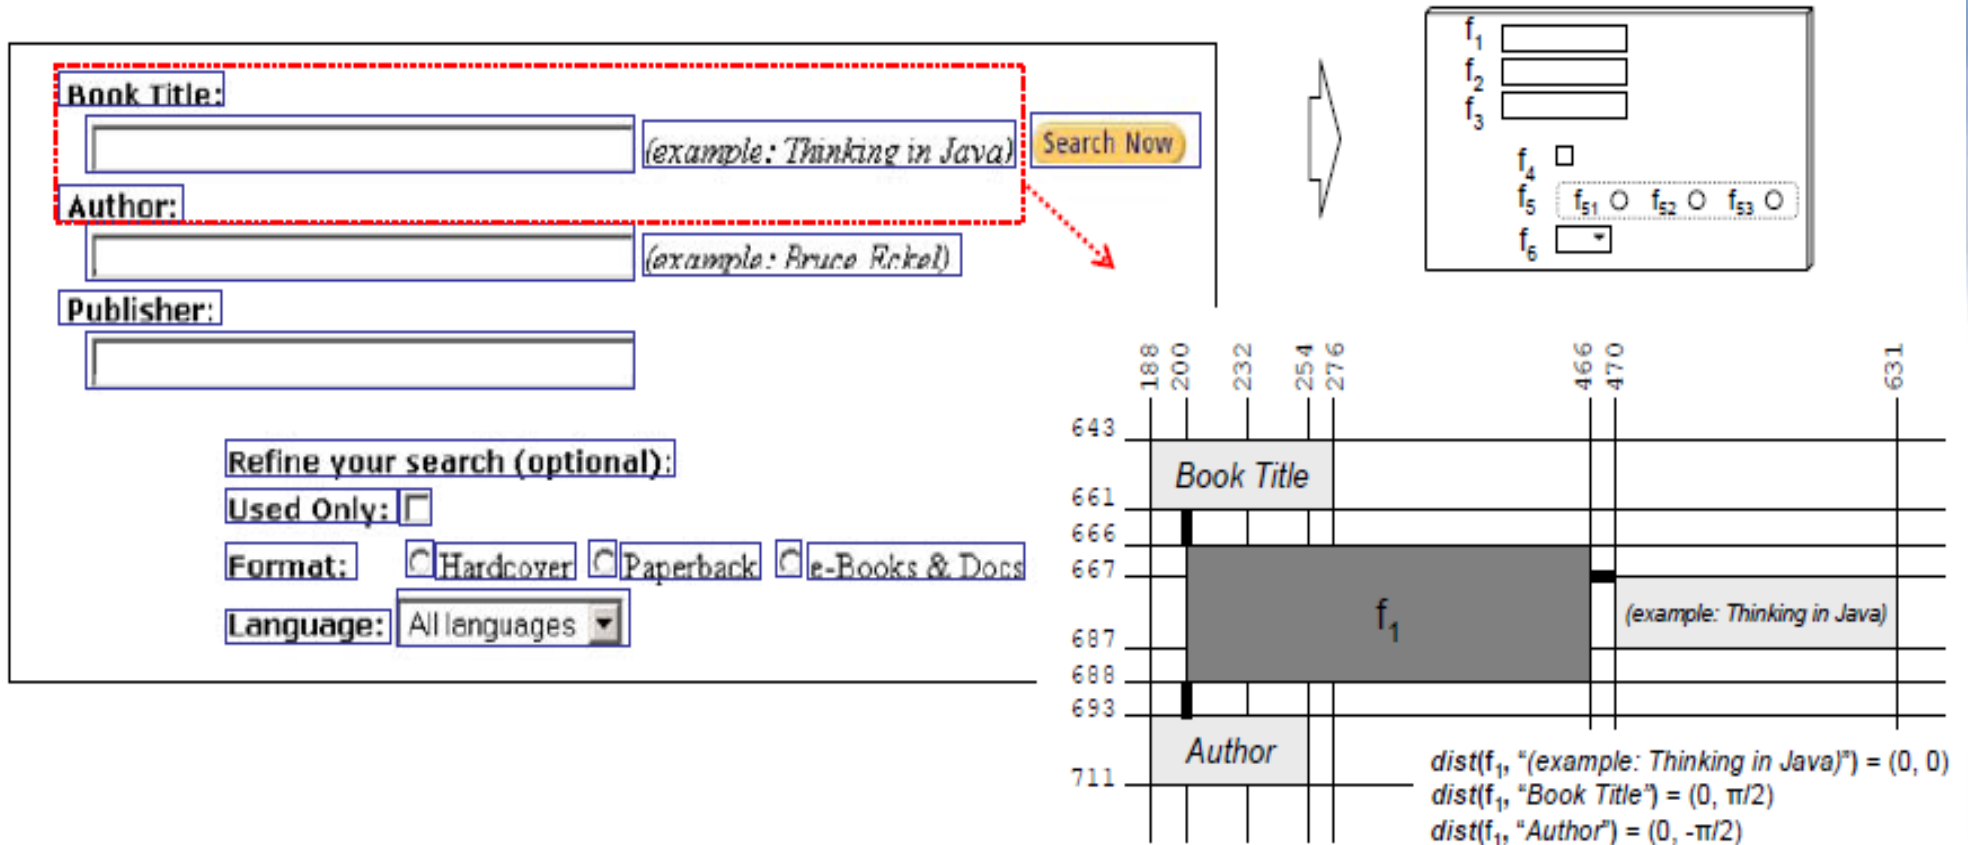 Book Title:
(example: Thinking in Java)
Search Now
Author:
(example: Bruce Eckel)
Publisher:
Refine your search (optional):
Used Only:
Format: Hardcover Paperback e-Books & Docs
Language: All languages
f1
f2
f3
f4
f5 f51 f52 f53
f6
188 200 232 254 276 466 470 631
643
Book Title
661
666
667
f1
(example: Thinking in Java)
687
688
693
Author
711
dist(f1, "(example: Thinking in Java)") = (0, 0)
dist(f1, "Book Title") = (0, π/2)
dist(f1, "Author") = (0, -π/2)